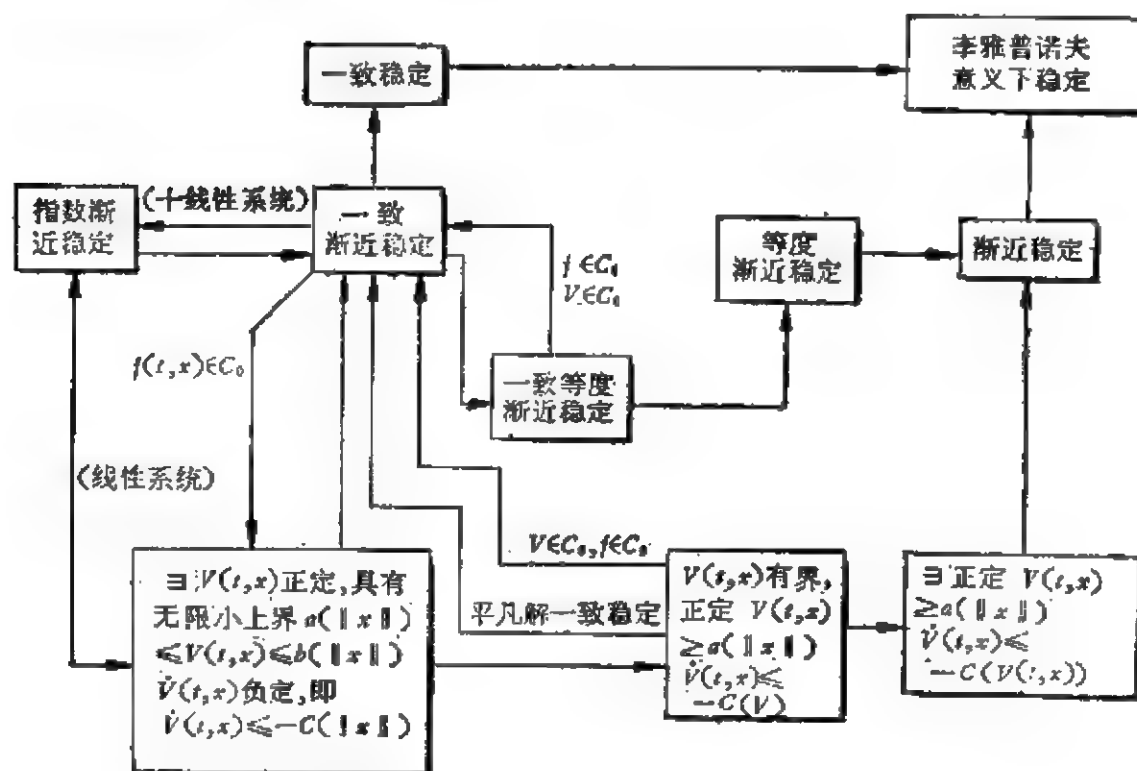 一致稳定
李雅普诺夫
意义下稳定
指数渐
近稳定
(十线性系统)
一致
渐近稳定
f∈C₀
V∈C₀
等度
渐近稳定
渐近稳定
f(t,x)∈C₀
一致等度
渐近稳定
(线性系统)
V∈C₀,f∈C₀
平凡解一致稳定
∃ V(t,x)正定,具有
无限小上界a(‖x‖)
≤V(t,x)≤b(‖x‖)
V̇(t,x)负定,即
V̇(t,x)≤-C(‖x‖)
V(t,x)有界,
正定 V(t,x)
≥a(‖x‖)
V̇(t,x)≤
-C(V)
∃正定 V(t,x)
≥a(‖x‖)
V̇(t,x)≤
-C(V(t,x))